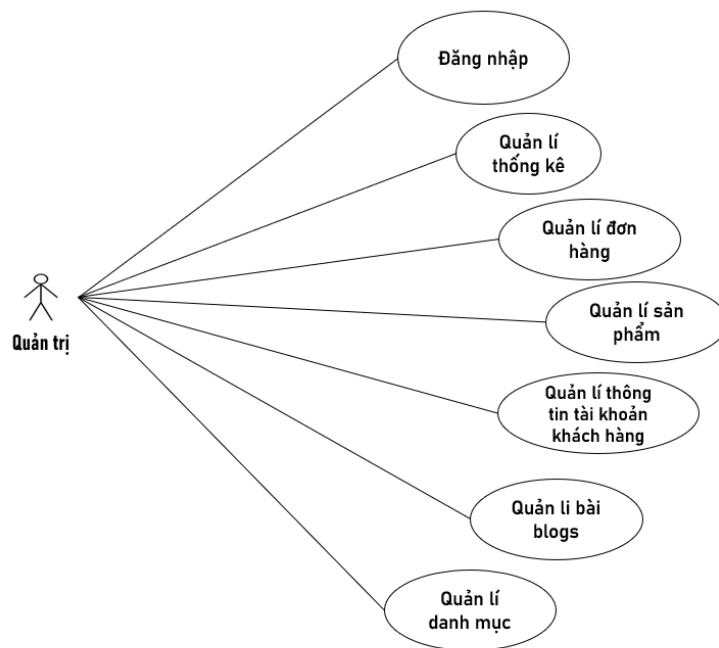 Đăng nhập
Quản lí
thống kê
Quản lí đơn
hàng
Quản lí sản
phẩm
Quản trị
Quản lí thông
tin tài khoản
khách hàng
Quản li bài
blogs
Quản lí
danh mục